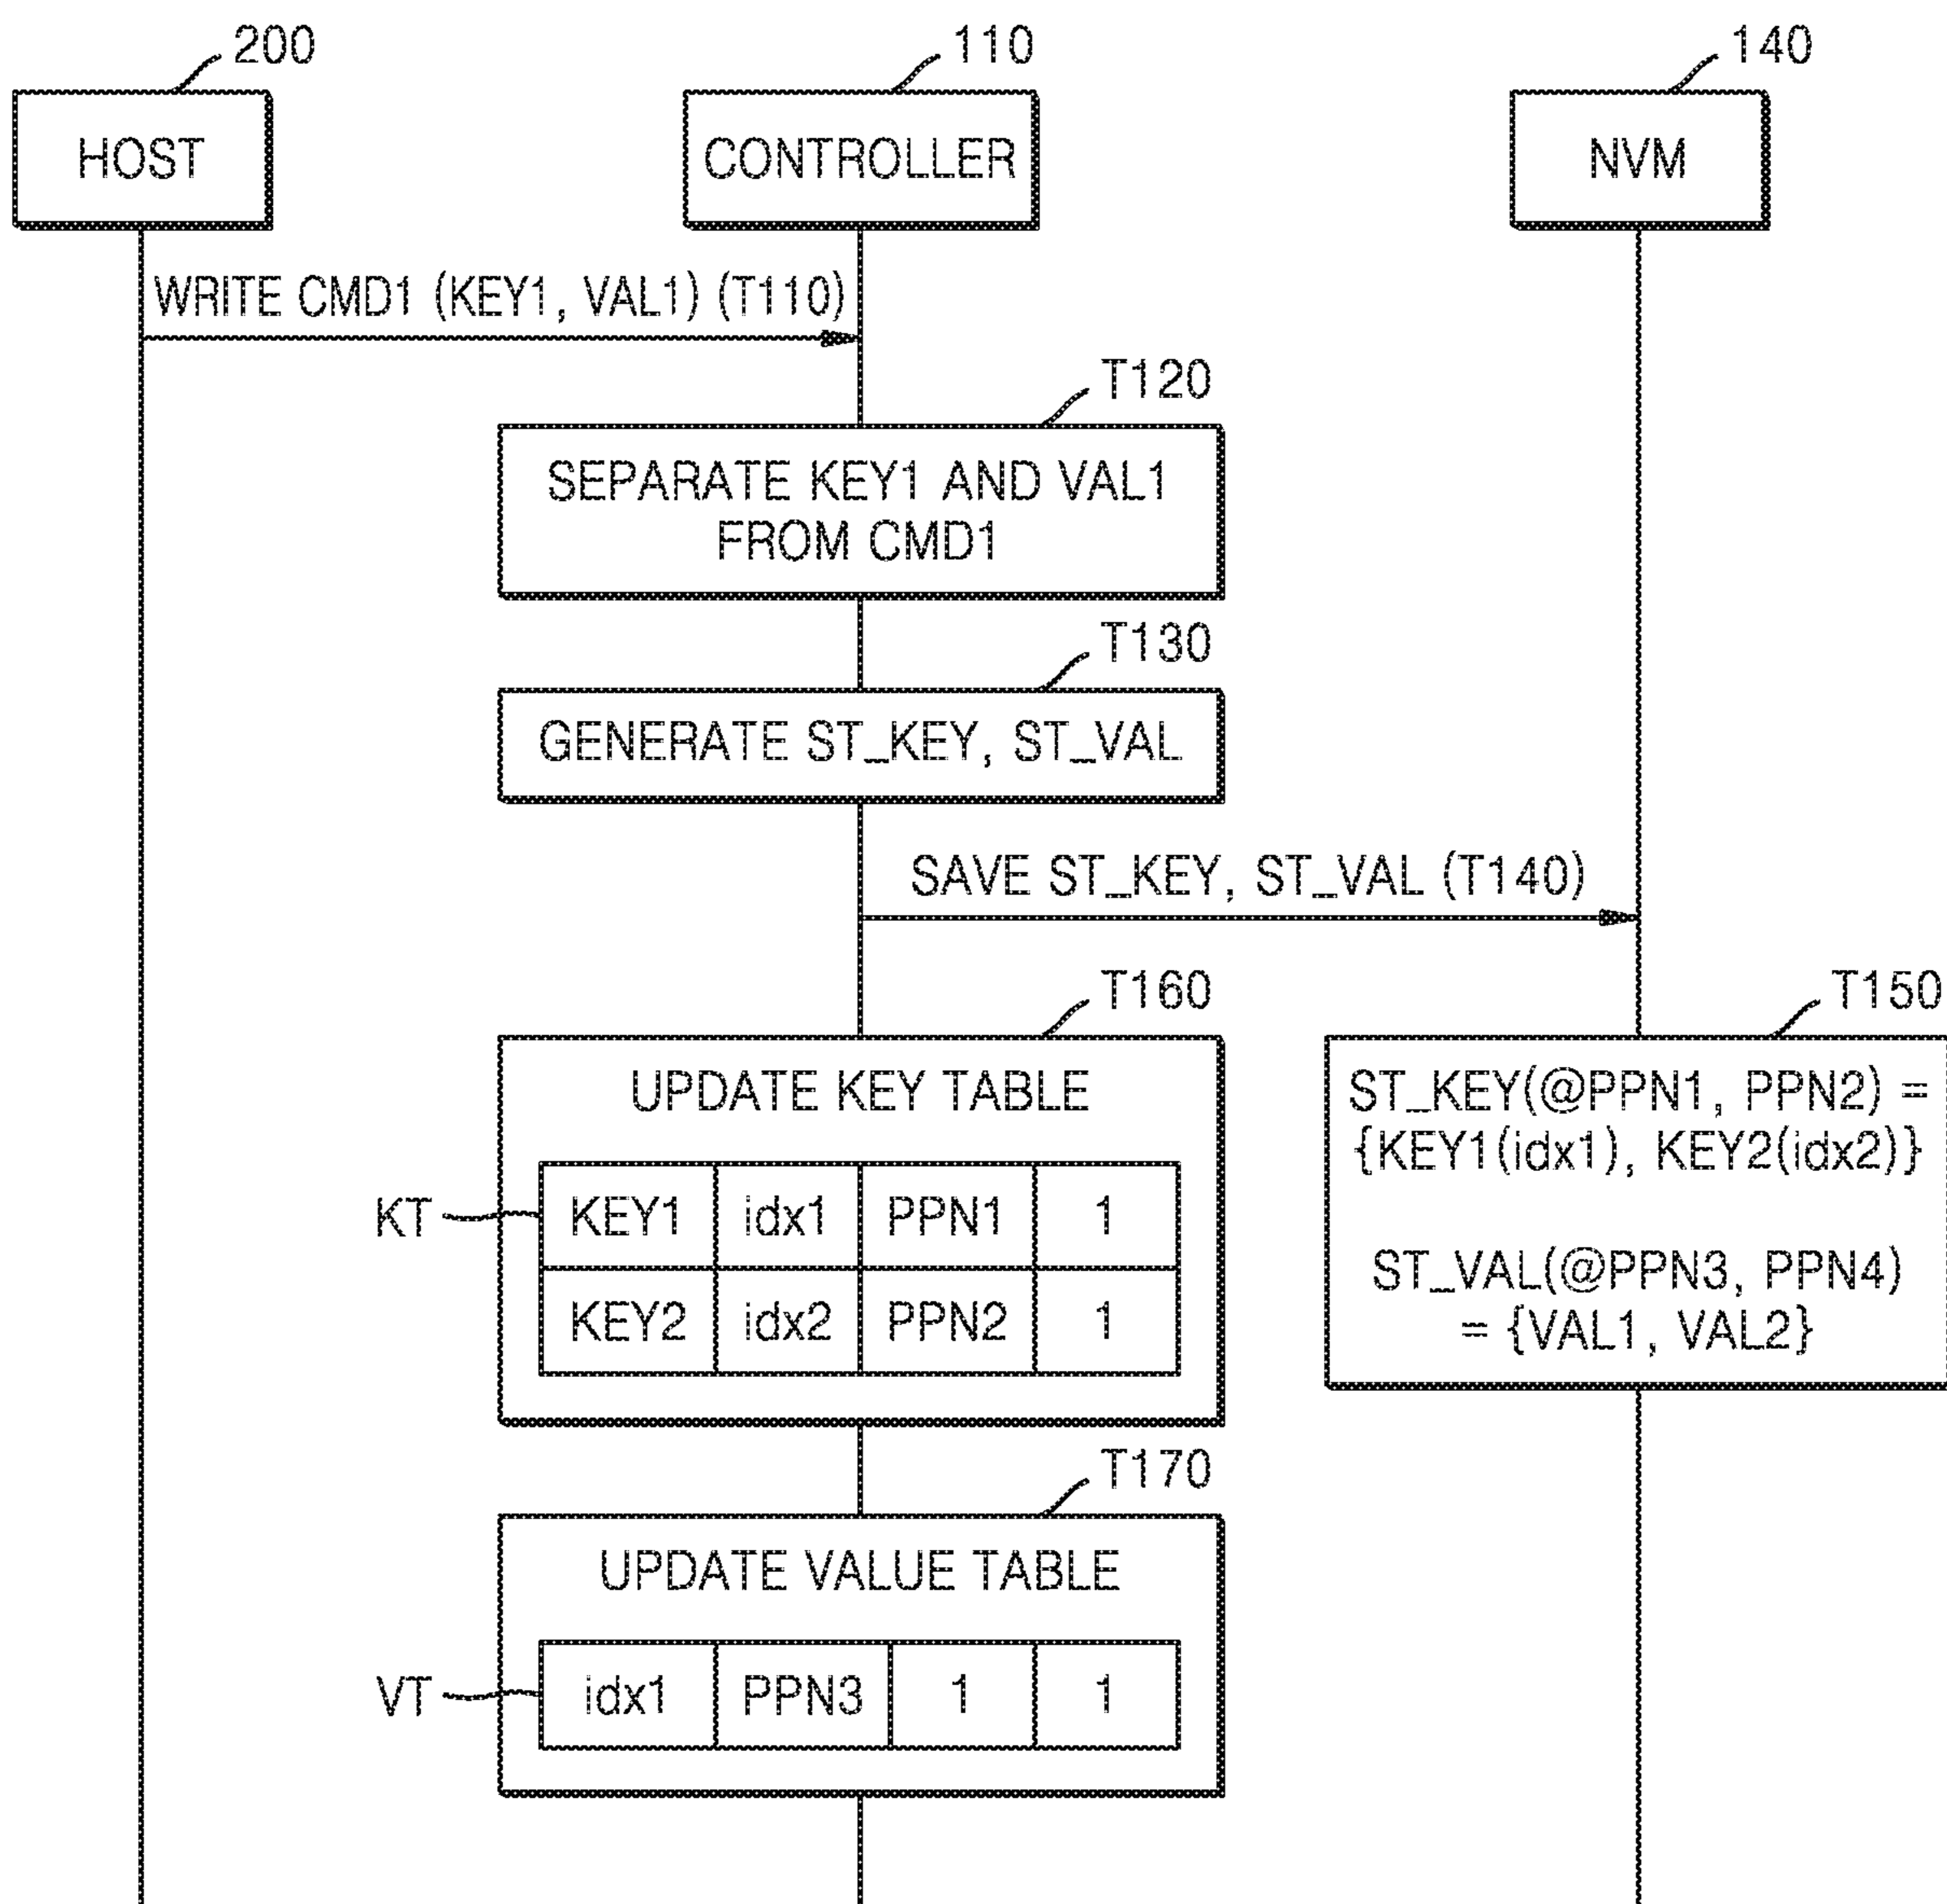 200
110
140
HOST
CONTROLLER
NVM
WRITE CMD1 (KEY1, VAL1) (T110)
T120
SEPARATE KEY1 AND VAL1
FROM CMD1
T130
GENERATE ST_KEY, ST_VAL
SAVE ST_KEY, ST_VAL (T140)
T160
UPDATE KEY TABLE
KT
KEY1 idx1 PPN1 1
KEY2 idx2 PPN2 1
T150
ST_KEY(@PPN1, PPN2) =
{KEY1(idx1), KEY2(idx2)}
ST_VAL(@PPN3, PPN4)
= {VAL1, VAL2}
T170
UPDATE VALUE TABLE
VT
idx1 PPN3 1 1